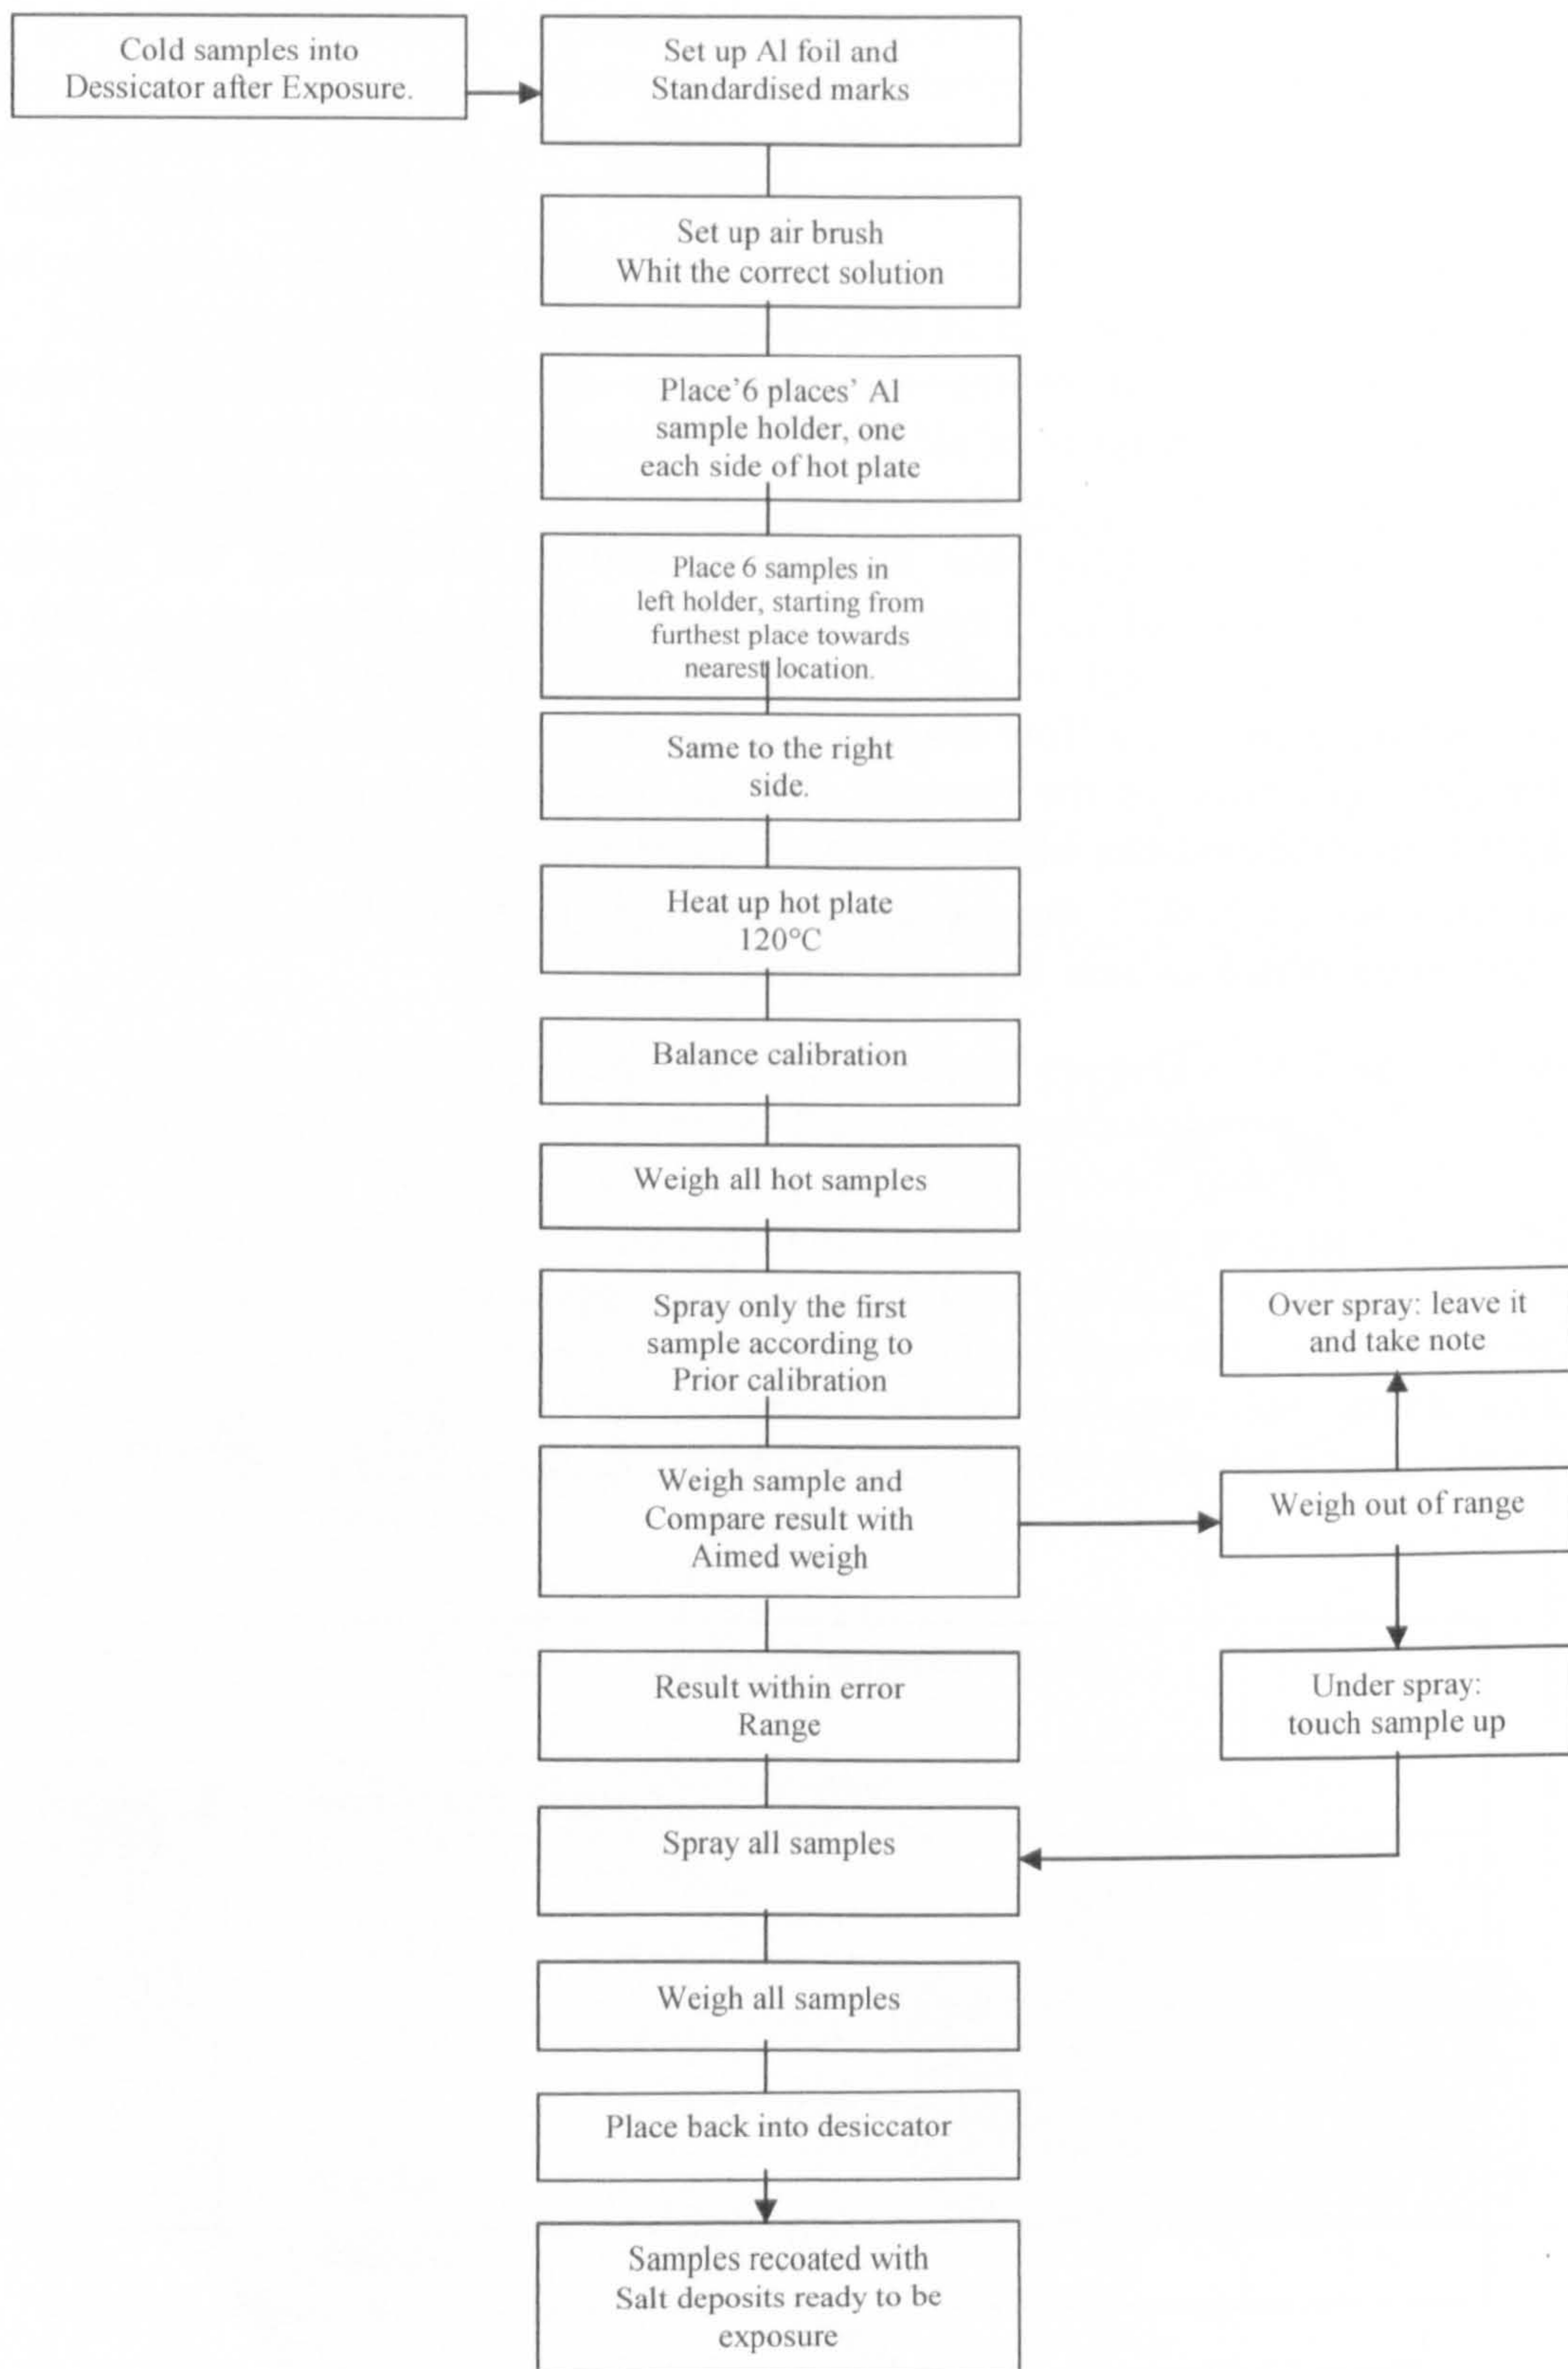 Cold samples into
Dessicator after Exposure.
Set up Al foil and
Standardised marks
Set up air brush
Whit the correct solution
Place’6 places’ Al
sample holder, one
each side of hot plate
Place 6 samples in
left holder, starting from
furthest place towards
nearest location.
Same to the right
side.
Heat up hot plate
120°C
Balance calibration
Weigh all hot samples
Spray only the first
sample according to
Prior calibration
Over spray: leave it
and take note
Weigh sample and
Compare result with
Aimed weigh
Weigh out of range
Result within error
Range
Under spray:
touch sample up
Spray all samples
Weigh all samples
Place back into desiccator
Samples recoated with
Salt deposits ready to be
exposure